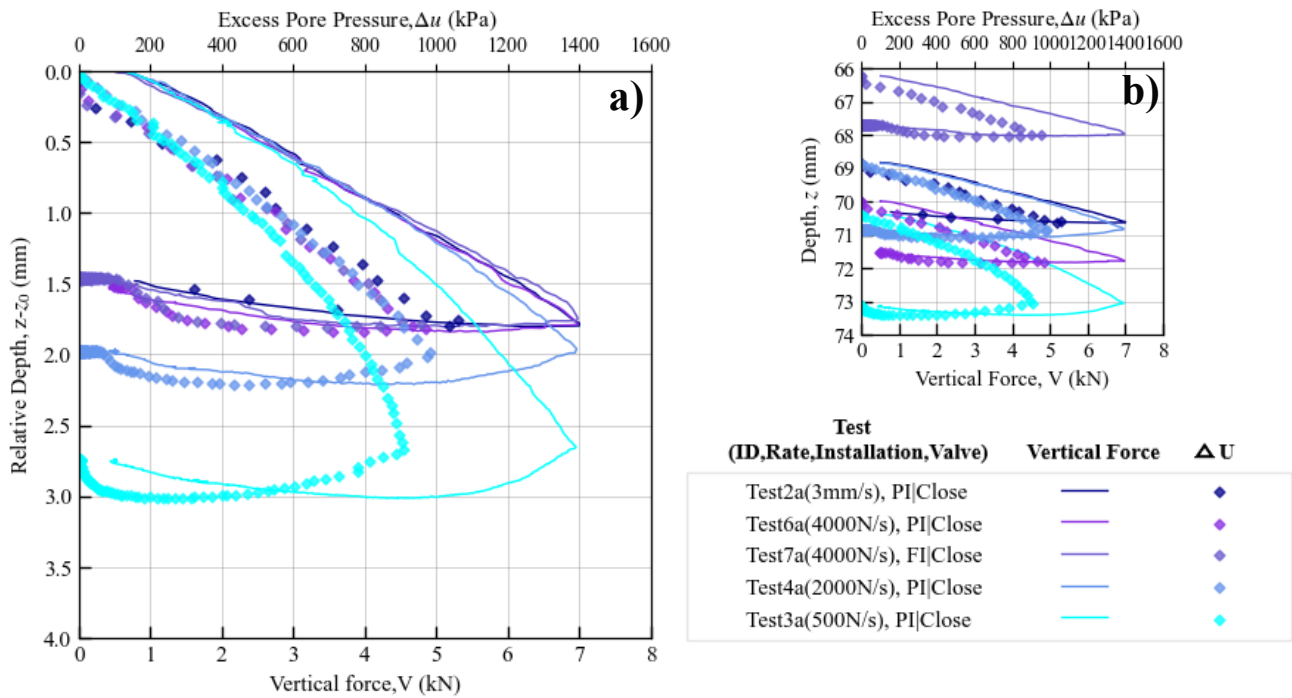 Excess Pore Pressure,Δu (kPa)
0 200 400 600 800 1000 1200 1400 1600
0.0
0.5
1.0
1.5
2.0
2.5
3.0
3.5
4.0
Relative Depth, z-z₀ (mm)
a)
0 1 2 3 4 5 6 7 8
Vertical force,V (kN)
Excess Pore Pressure,Δu (kPa)
0 200 400 600 800 1000 1200 1400 1600
66
67
68
69
70
71
72
73
74
Depth, z (mm)
b)
0 1 2 3 4 5 6 7 8
Vertical Force, V (kN)
Test
(ID,Rate,Installation,Valve) Vertical Force Δ U
Test2a(3mm/s), PI|Close
Test6a(4000N/s), PI|Close
Test7a(4000N/s), FI|Close
Test4a(2000N/s), PI|Close
Test3a(500N/s), PI|Close